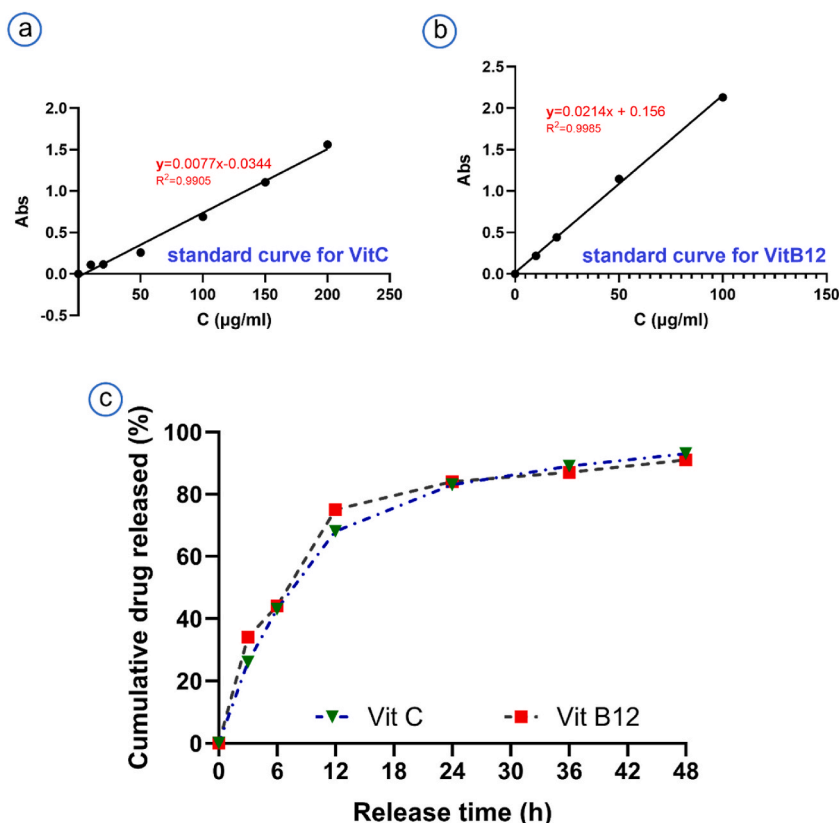 a
2.0
1.5
1.0
0.5
0.0
-0.5
Abs
y=0.0077x-0.0344
R²=0.9905
standard curve for VitC
50 100 150 200 250
C (µg/ml)
b
2.5
2.0
1.5
1.0
0.5
0.0
Abs
y=0.0214x + 0.156
R²=0.9985
standard curve for VitB12
0 50 100 150
C (µg/ml)
c
100
80
60
40
20
0
Cumulative drug released (%)
Vit C Vit B12
0 6 12 18 24 30 36 42 48
Release time (h)